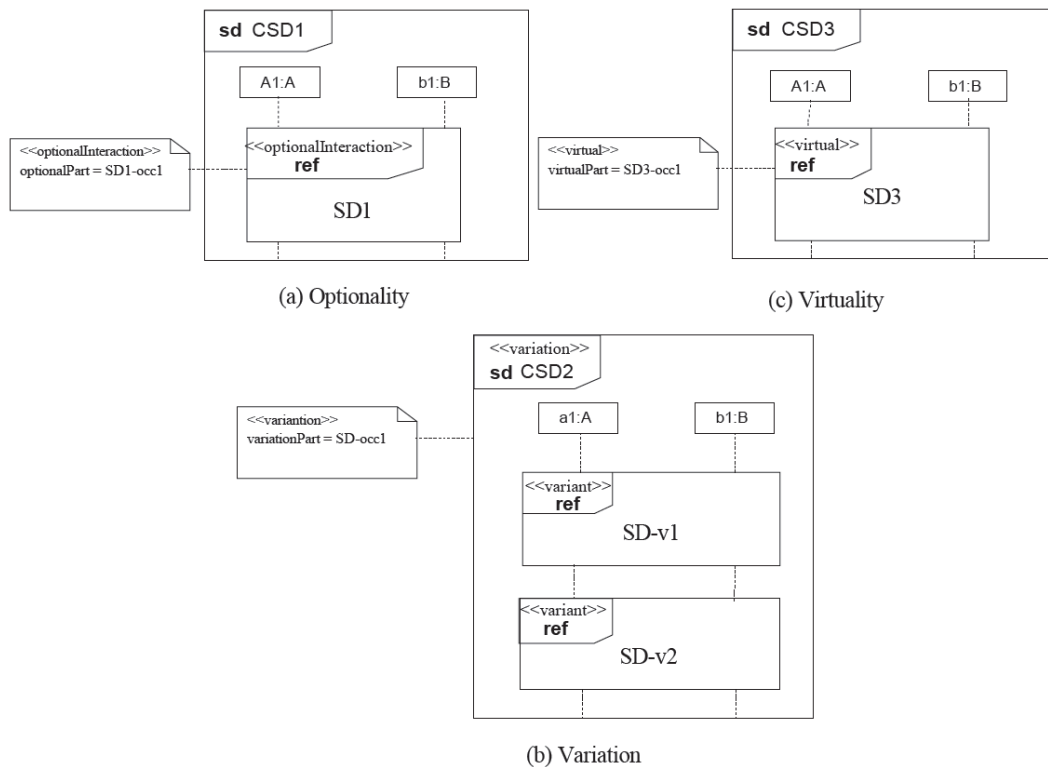 sd CSD1
A1:A
b1:B
<<optionalInteraction>>
optionalPart = SD1-occ1
<<optionalInteraction>>
ref
SD1
(a) Optionality
sd CSD3
A1:A
b1:B
<<virtual>>
virtualPart = SD3-occ1
<<virtual>>
ref
SD3
(c) Virtuality
<<variation>>
sd CSD2
<<variantion>>
variationPart = SD-occ1
a1:A
b1:B
<<variant>>
ref
SD-v1
<<variant>>
ref
SD-v2
(b) Variation